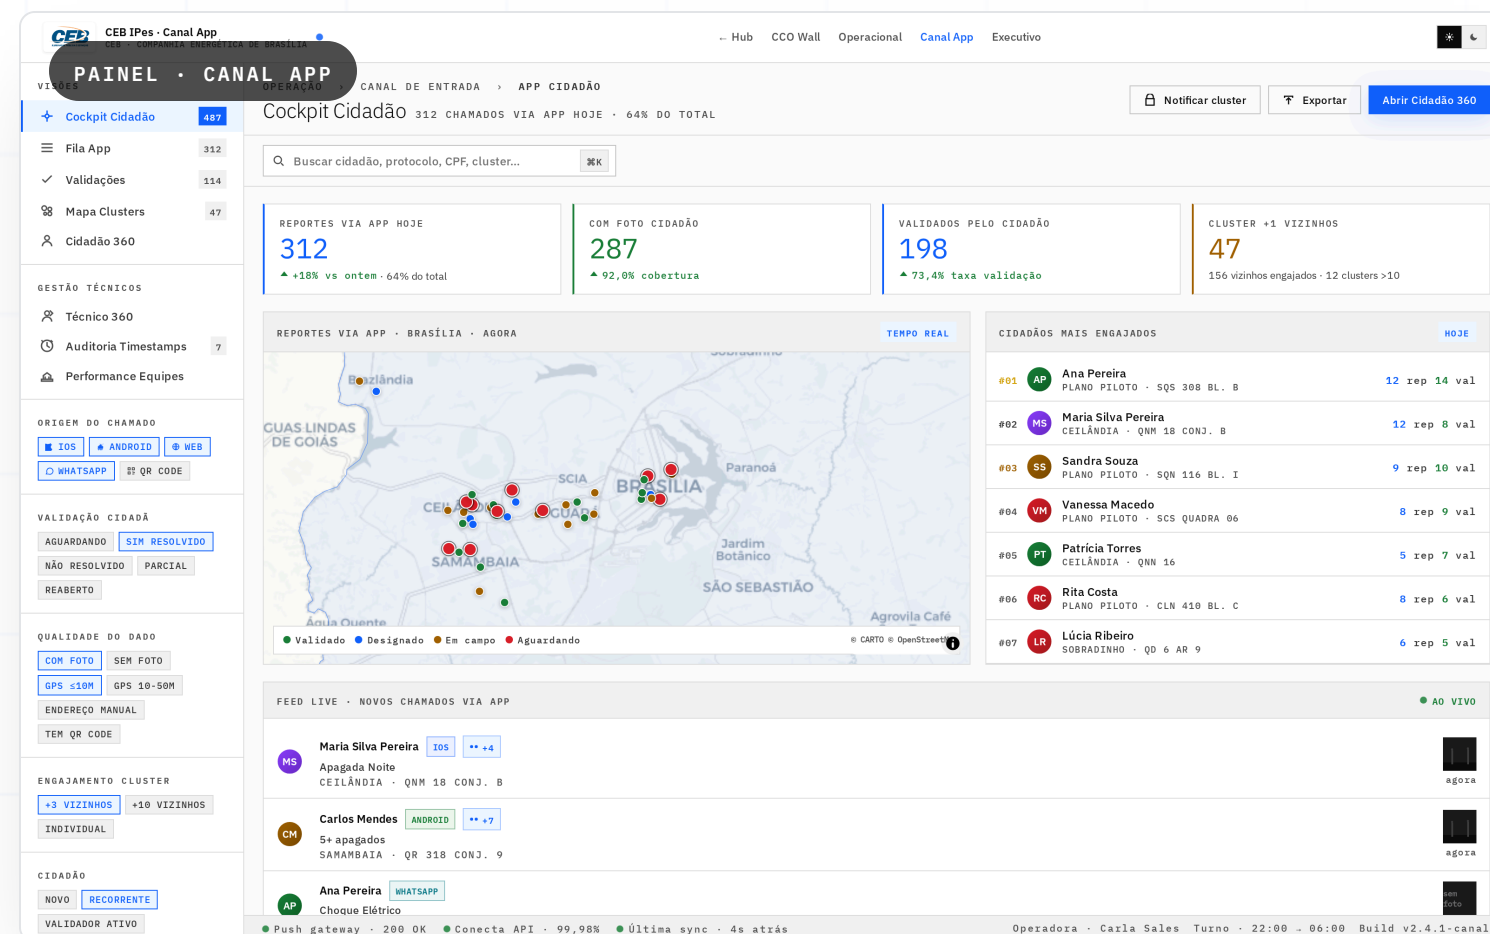 CEB
CEB IPes · Canal App
CEB · COMPANHIA ENERGÉTICA DE BRASÍLIA
← Hub
CCO Wall
Operacional
Canal App
Executivo
PAINEL · CANAL APP
VISÕES
Cockpit Cidadão 487
Fila App 312
Validações 114
Mapa Clusters 47
Cidadão 360
GESTÃO TÉCNICOS
Técnico 360
Auditoria Timestamps 7
Performance Equipes
ORIGEM DO CHAMADO
IOS ANDROID WEB
WHATSAPP QR CODE
VALIDAÇÃO CIDADÃ
AGUARDANDO SIM RESOLVIDO
NÃO RESOLVIDO PARCIAL
REABERTO
QUALIDADE DO DADO
COM FOTO SEM FOTO
GPS ≤10M GPS 10-50M
ENDEREÇO MANUAL
TEM QR CODE
ENGAJAMENTO CLUSTER
+3 VIZINHOS +10 VIZINHOS
INDIVIDUAL
CIDADÃO
NOVO RECORRENTE
VALIDADOR ATIVO
OPERAÇÃO › CANAL DE ENTRADA › APP CIDADÃO
Cockpit Cidadão 312 CHAMADOS VIA APP HOJE · 64% DO TOTAL
Notificar cluster
Exportar
Abrir Cidadão 360
Buscar cidadão, protocolo, CPF, cluster... ⌘K
REPORTES VIA APP HOJE
312
+18% vs ontem · 64% do total
COM FOTO CIDADÃO
287
92,0% cobertura
VALIDADOS PELO CIDADÃO
198
73,4% taxa validação
CLUSTER +1 VIZINHOS
47
156 vizinhos engajados · 12 clusters >10
REPORTES VIA APP · BRASÍLIA · AGORA
TEMPO REAL
Sobradinho
Brazlândia
GUAS LINDAS
DE GOIÁS
Paranoá
SCIA
BRASÍLIA
GUARÁ
Jardim
Botânico
SAMAMBAIA
SÃO SEBASTIÃO
Agrovila Café
Água Quente
Validado Designado Em campo Aguardando
© CARTO © OpenStreetM
CIDADÃOS MAIS ENGAJADOS
HOJE
#01 AP Ana Pereira 12 rep 14 val
PLANO PILOTO · SQS 308 BL. B
#02 MS Maria Silva Pereira 12 rep 8 val
CEILÂNDIA · QNM 18 CONJ. B
#03 SS Sandra Souza 9 rep 10 val
PLANO PILOTO · SQN 116 BL. I
#04 VM Vanessa Macedo 8 rep 9 val
PLANO PILOTO · SCS QUADRA 06
#05 PT Patrícia Torres 5 rep 7 val
CEILÂNDIA · QNN 16
#06 RC Rita Costa 8 rep 6 val
PLANO PILOTO · CLN 410 BL. C
#07 LR Lúcia Ribeiro 6 rep 5 val
SOBRADINHO · QD 6 AR 9
FEED LIVE · NOVOS CHAMADOS VIA APP
AO VIVO
MS Maria Silva Pereira IOS +4
Apagada Noite
CEILÂNDIA · QNM 18 CONJ. B
agora
CM Carlos Mendes ANDROID +7
5+ apagados
SAMAMBAIA · QR 318 CONJ. 9
agora
AP Ana Pereira WHATSAPP
Choque Elétrico
sem
foto
Push gateway · 200 OK Conecta API · 99,98% Última sync · 4s atrás
Operadora · Carla Sales Turno · 22:00 → 06:00 Build v2.4.1-canal